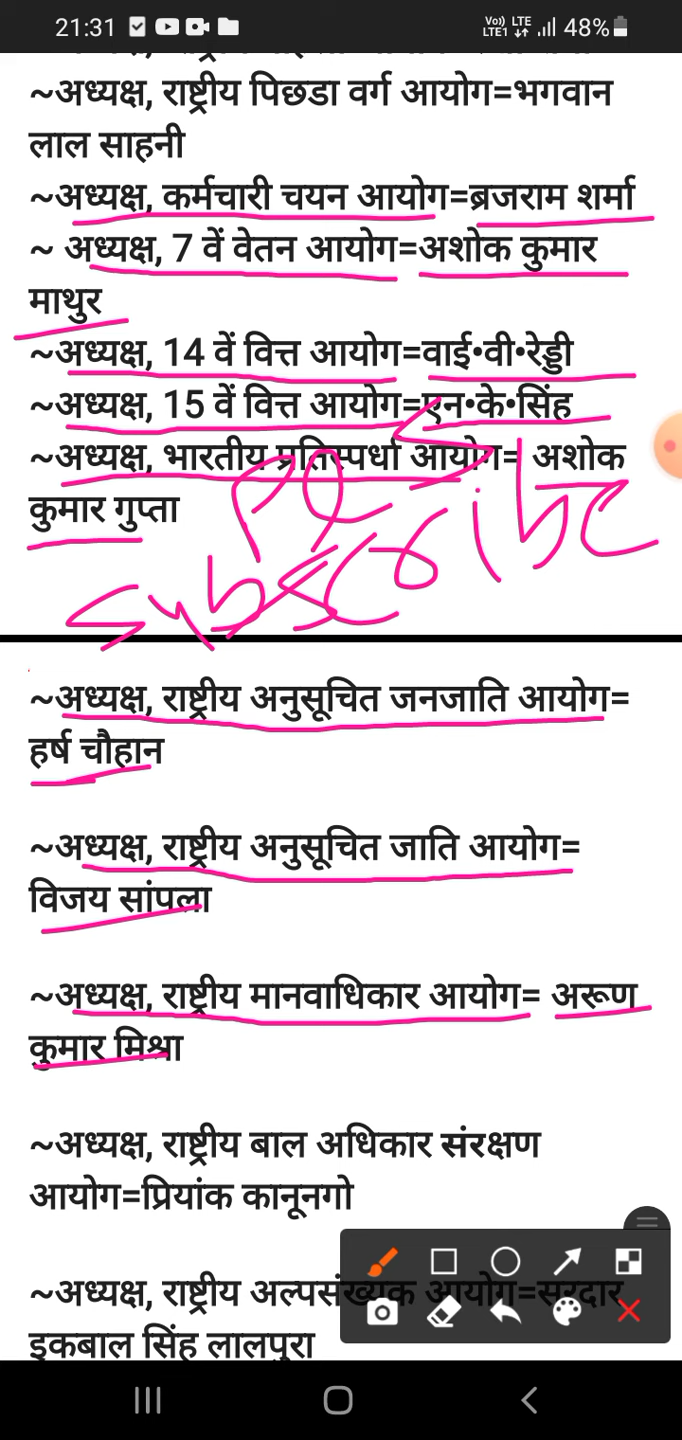 21:31
Vo) LTE LTE1 48%
~अध्यक्ष, राष्ट्रीय पिछडा वर्ग आयोग=भगवान
लाल साहनी
~अध्यक्ष, कर्मचारी चयन आयोग=ब्रजराम शर्मा
~ अध्यक्ष, 7 वें वेतन आयोग=अशोक कुमार
माथुर
~अध्यक्ष, 14 वें वित्त आयोग=वाई•वी•रेड्डी
~अध्यक्ष, 15 वें वित्त आयोग=एन•के•सिंह
~अध्यक्ष, भारतीय प्रतिस्पर्धा आयोग= अशोक
कुमार गुप्ता
subscribe
~अध्यक्ष, राष्ट्रीय अनुसूचित जनजाति आयोग=
हर्ष चौहान
~अध्यक्ष, राष्ट्रीय अनुसूचित जाति आयोग=
विजय सांपला
~अध्यक्ष, राष्ट्रीय मानवाधिकार आयोग= अरूण
कुमार मिश्रा
~अध्यक्ष, राष्ट्रीय बाल अधिकार संरक्षण
आयोग=प्रियांक कानूनगो
~अध्यक्ष, राष्ट्रीय अल्पसंख्यक आयोग=सरदार
इकबाल सिंह लालपुरा